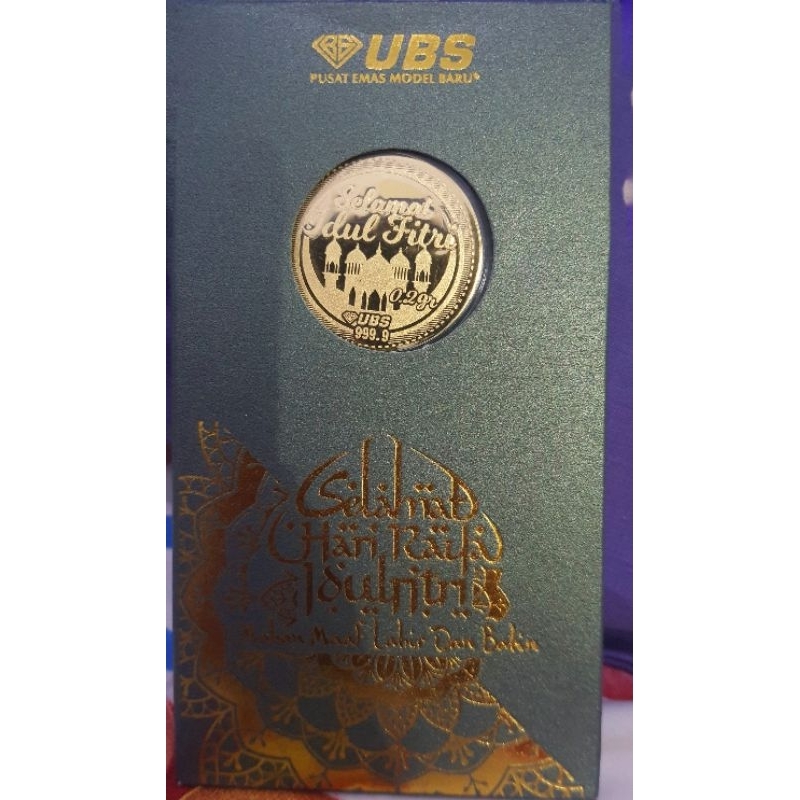 UBS
PUSAT EMAS MODEL BARU
Selamat
Idul Fitri
0.2gr
UBS
999.9
Selamat
Hari Raya
Idulfitri
Mohon Maaf Lahir Dan Batin